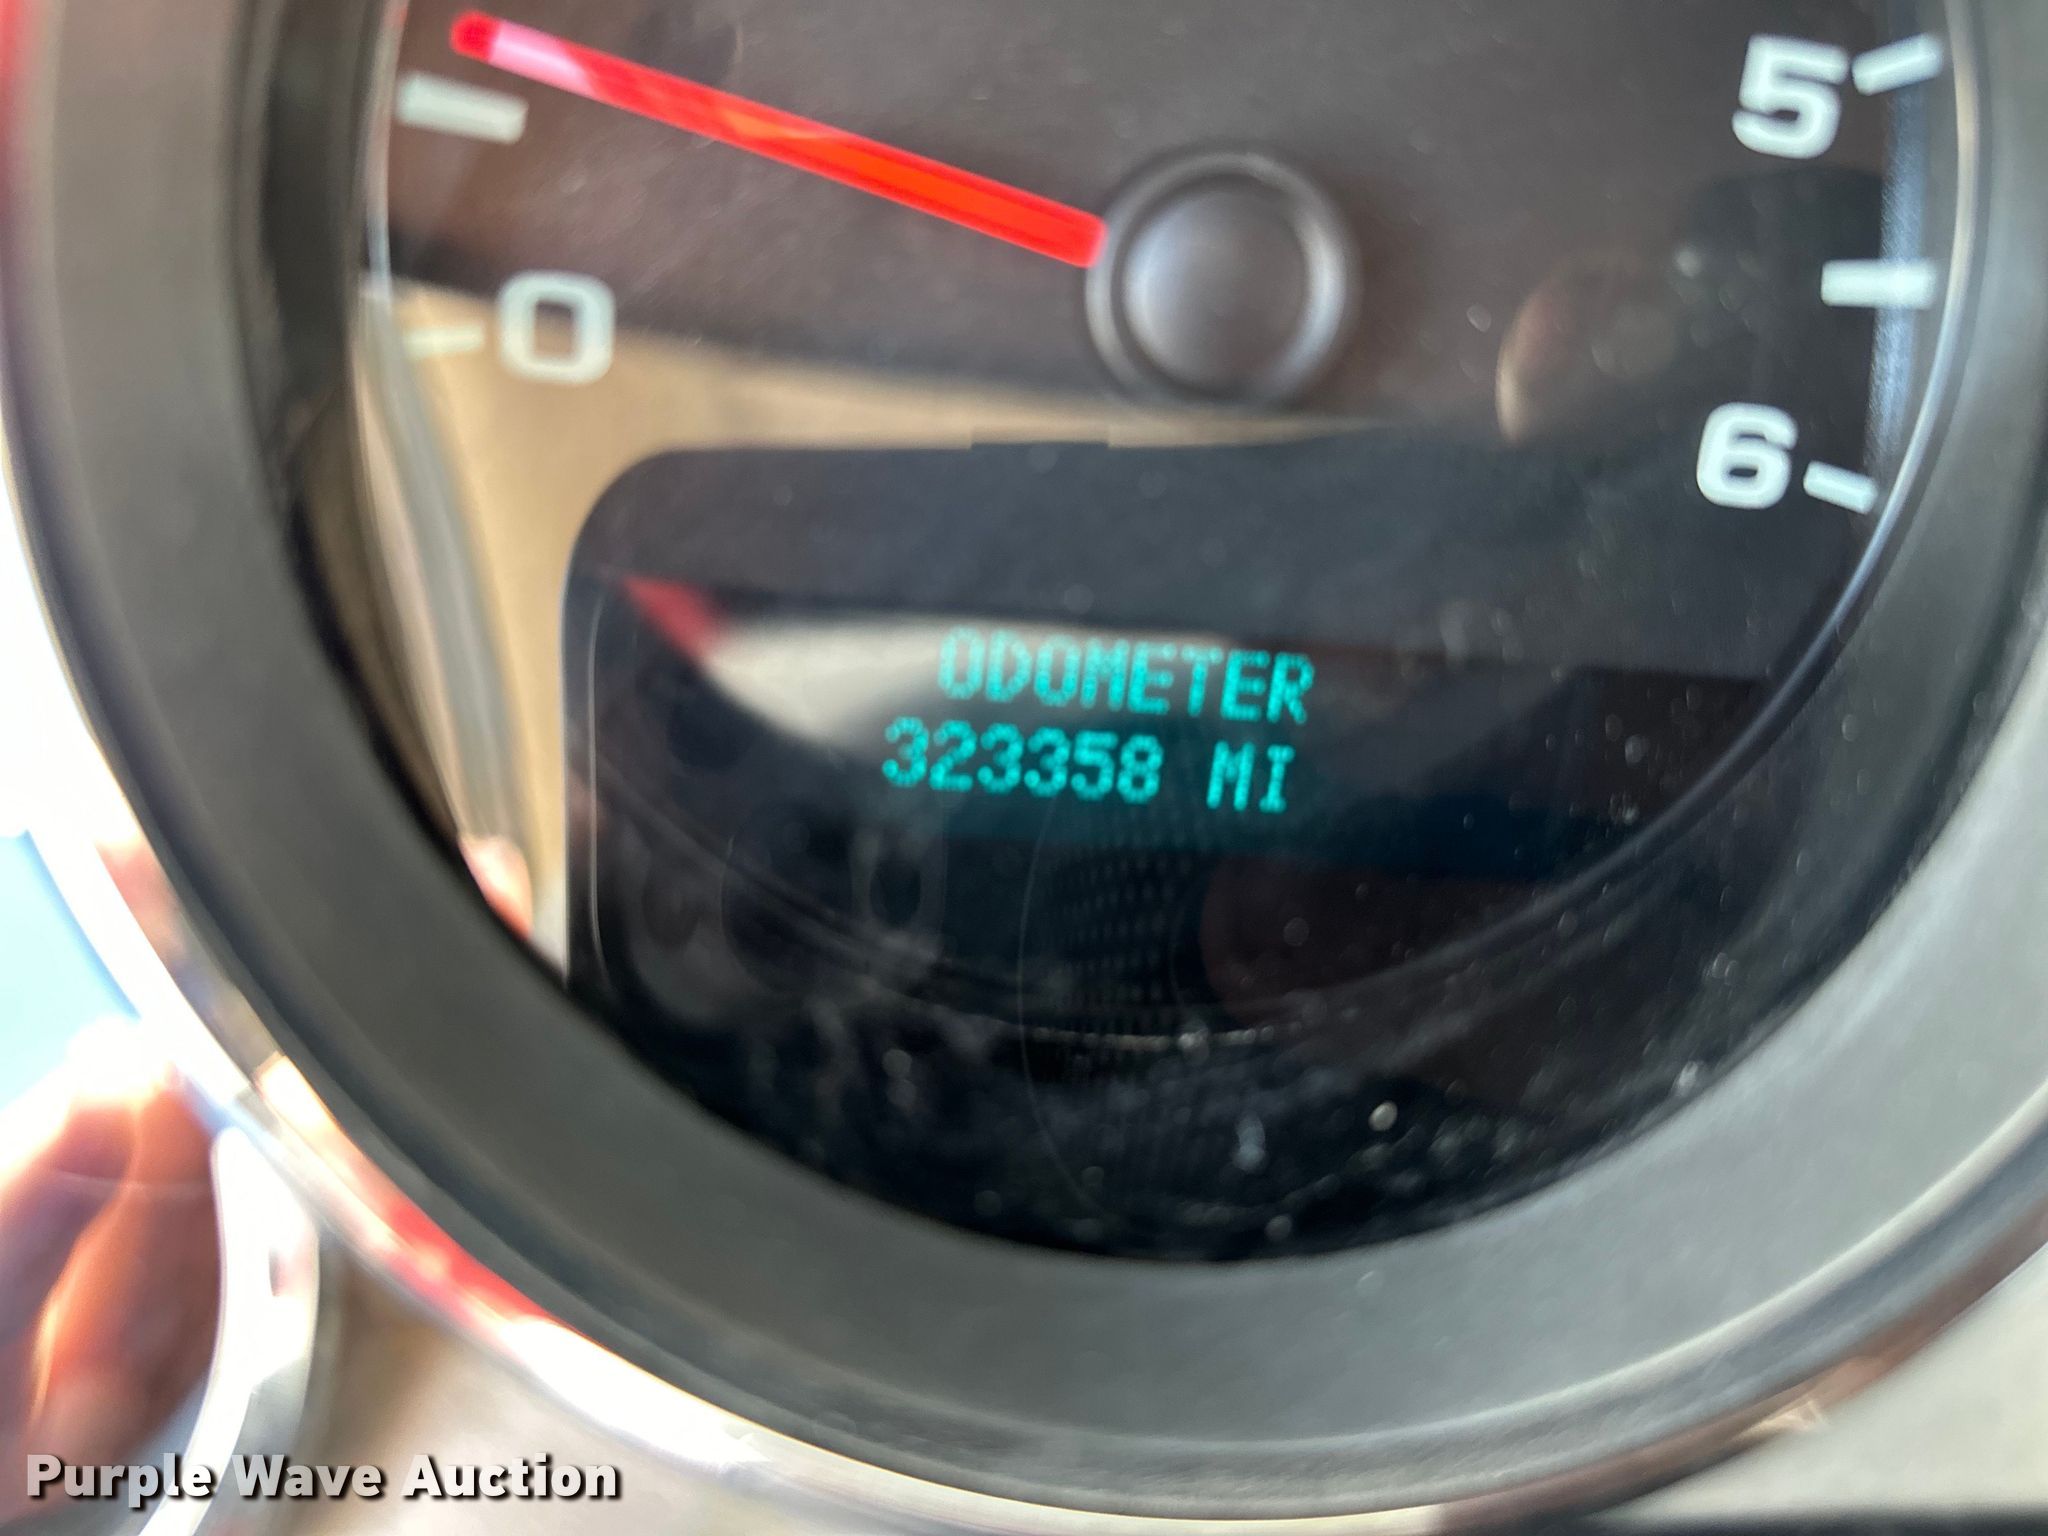 5
0
6
ODOMETER
323358 MI
Purple Wave Auction